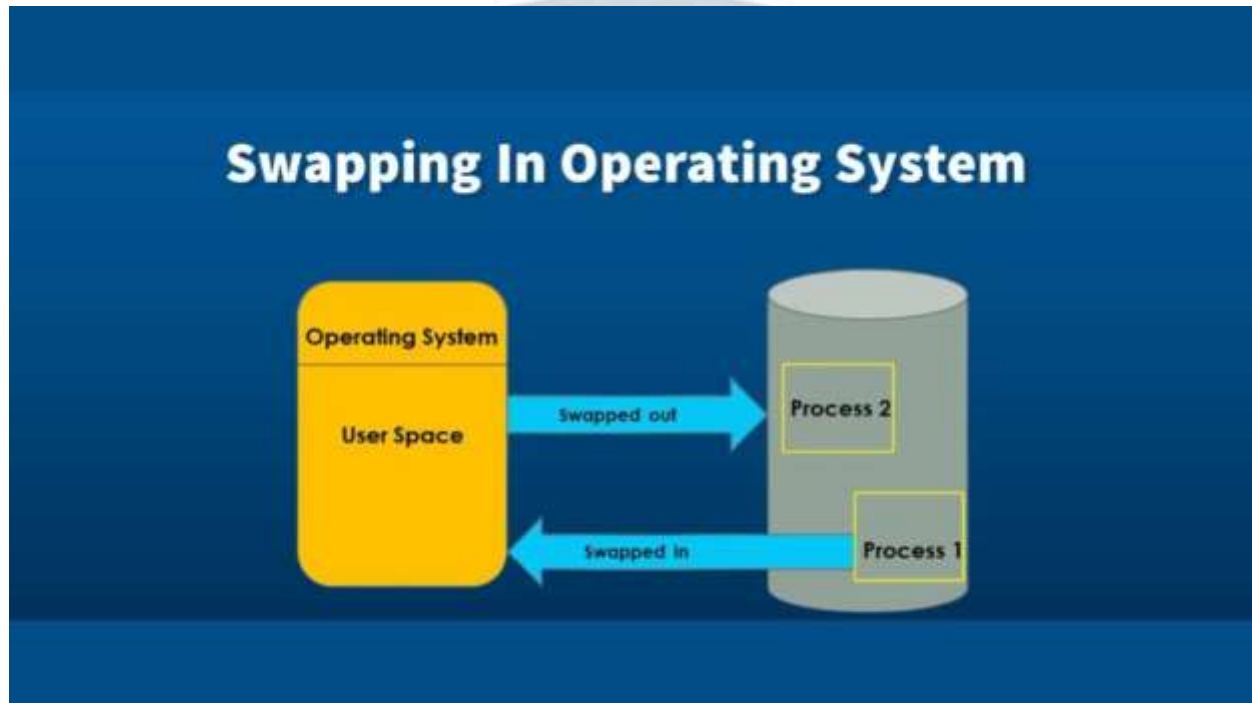 Swapping In Operating System
Operating System
User Space
Swapped out
Process 2
Swapped in
Process 1